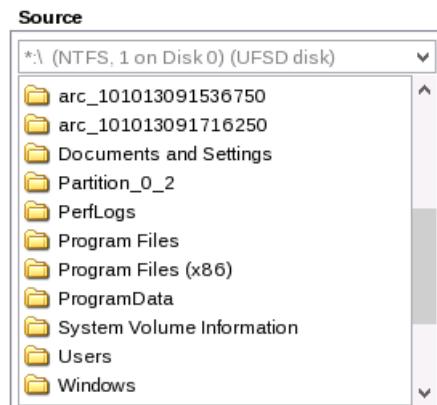 Source
*:\ (NTFS, 1 on Disk 0) (UFSD disk)
arc_101013091536750
arc_101013091716250
Documents and Settings
Partition_0_2
PerfLogs
Program Files
Program Files (x86)
ProgramData
System Volume Information
Users
Windows